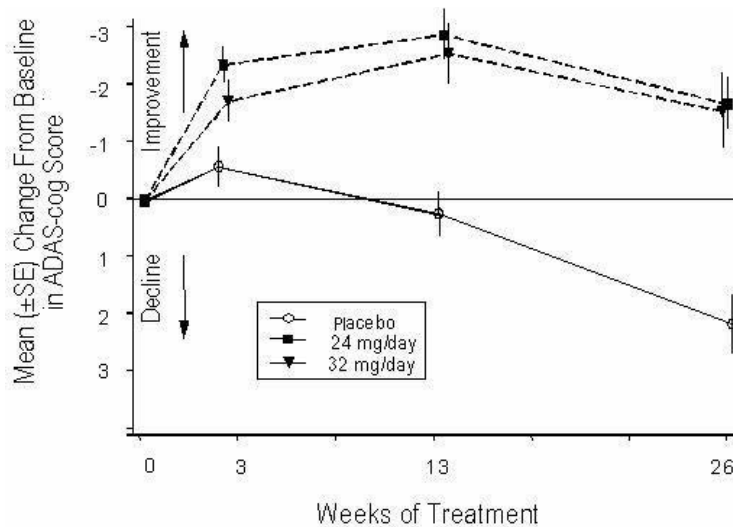 Mean (±SE) Change From Baseline
in ADAS-cog Score
-3
-2
-1
0
1
2
3
Improvement
Decline
Placebo
24 mg/day
32 mg/day
0 3 13 26
Weeks of Treatment